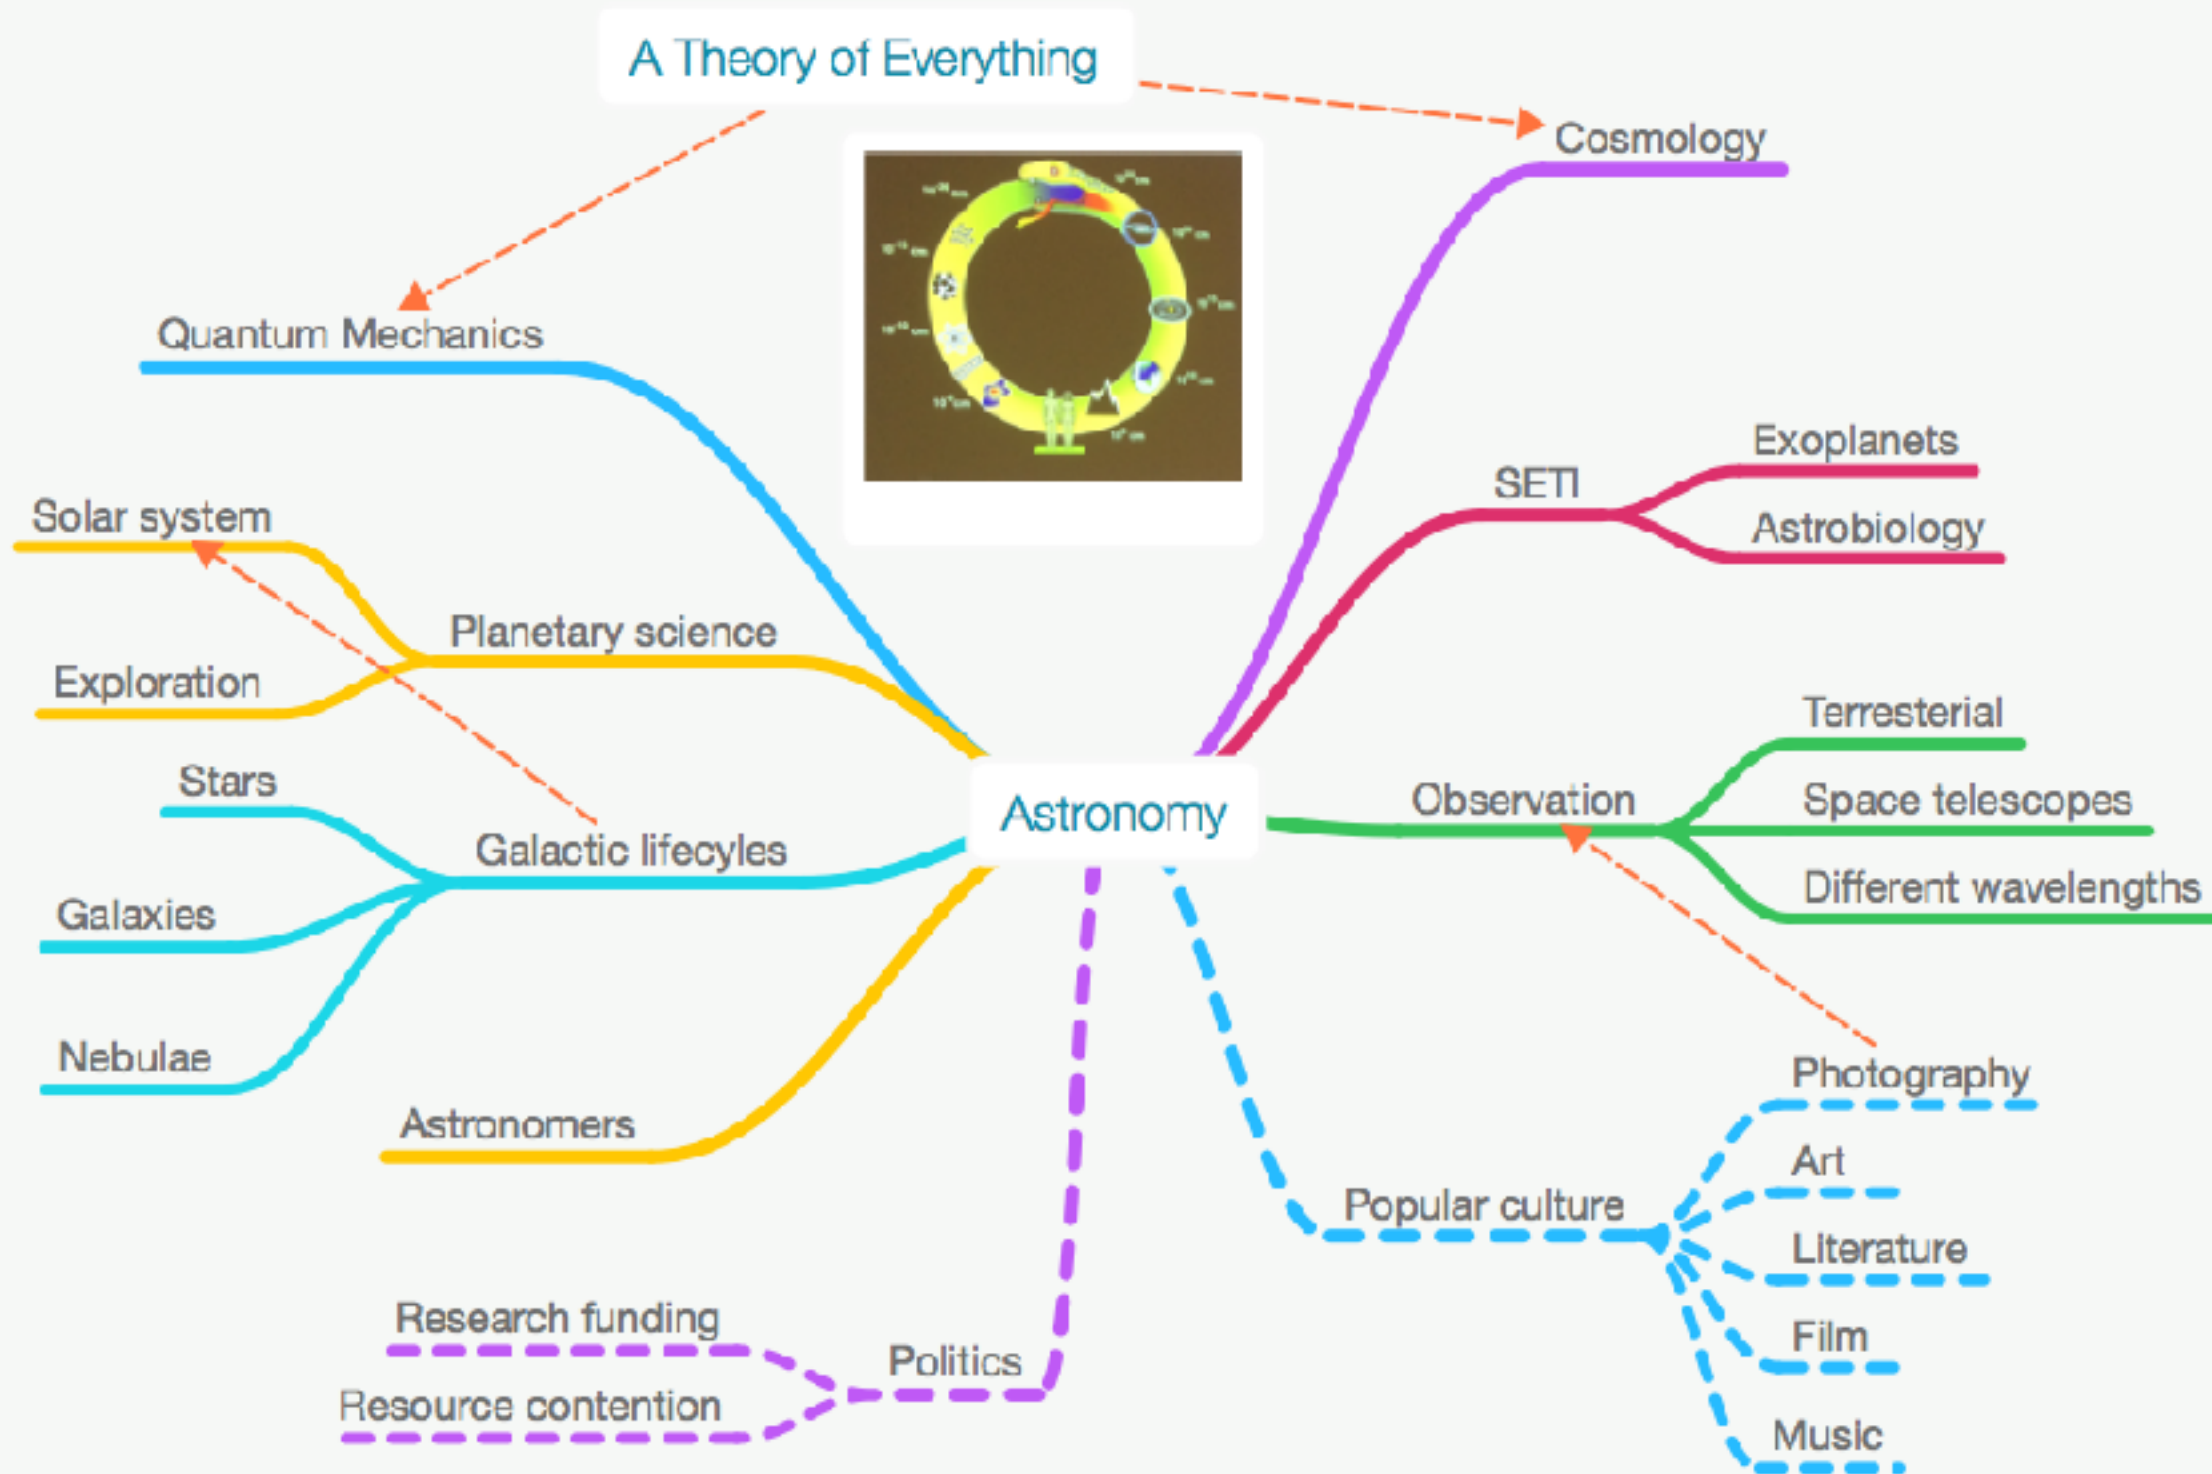 A Theory of Everything
Cosmology
Quantum Mechanics
Exoplanets
SETI
Astrobiology
Solar system
Planetary science
Exploration
Terresterial
Stars
Astronomy
Observation
Space telescopes
Galactic lifecyles
Different wavelengths
Galaxies
Nebulae
Photography
Astronomers
Art
Popular culture
Literature
Research funding
Film
Politics
Resource contention
Music